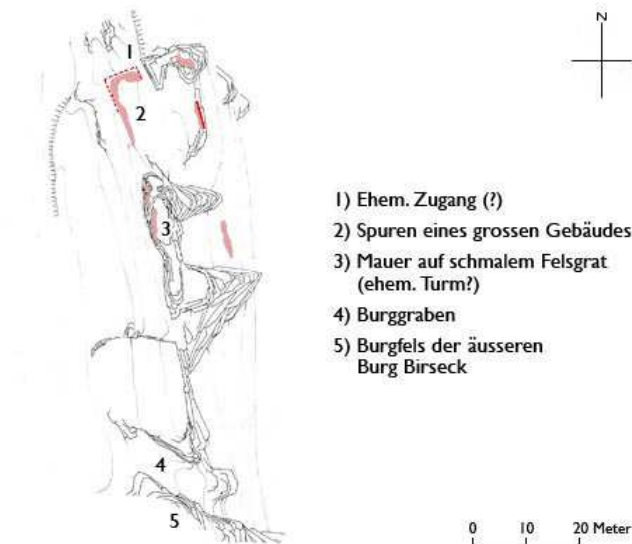 N
1
2
3
4
5
1) Ehem. Zugang (?)
2) Spuren eines grossen Gebäudes
3) Mauer auf schmalem Felsgrat
(ehem. Turm?)
4) Burggraben
5) Burgfels der äusseren
Burg Birseck
0 10 20 Meter